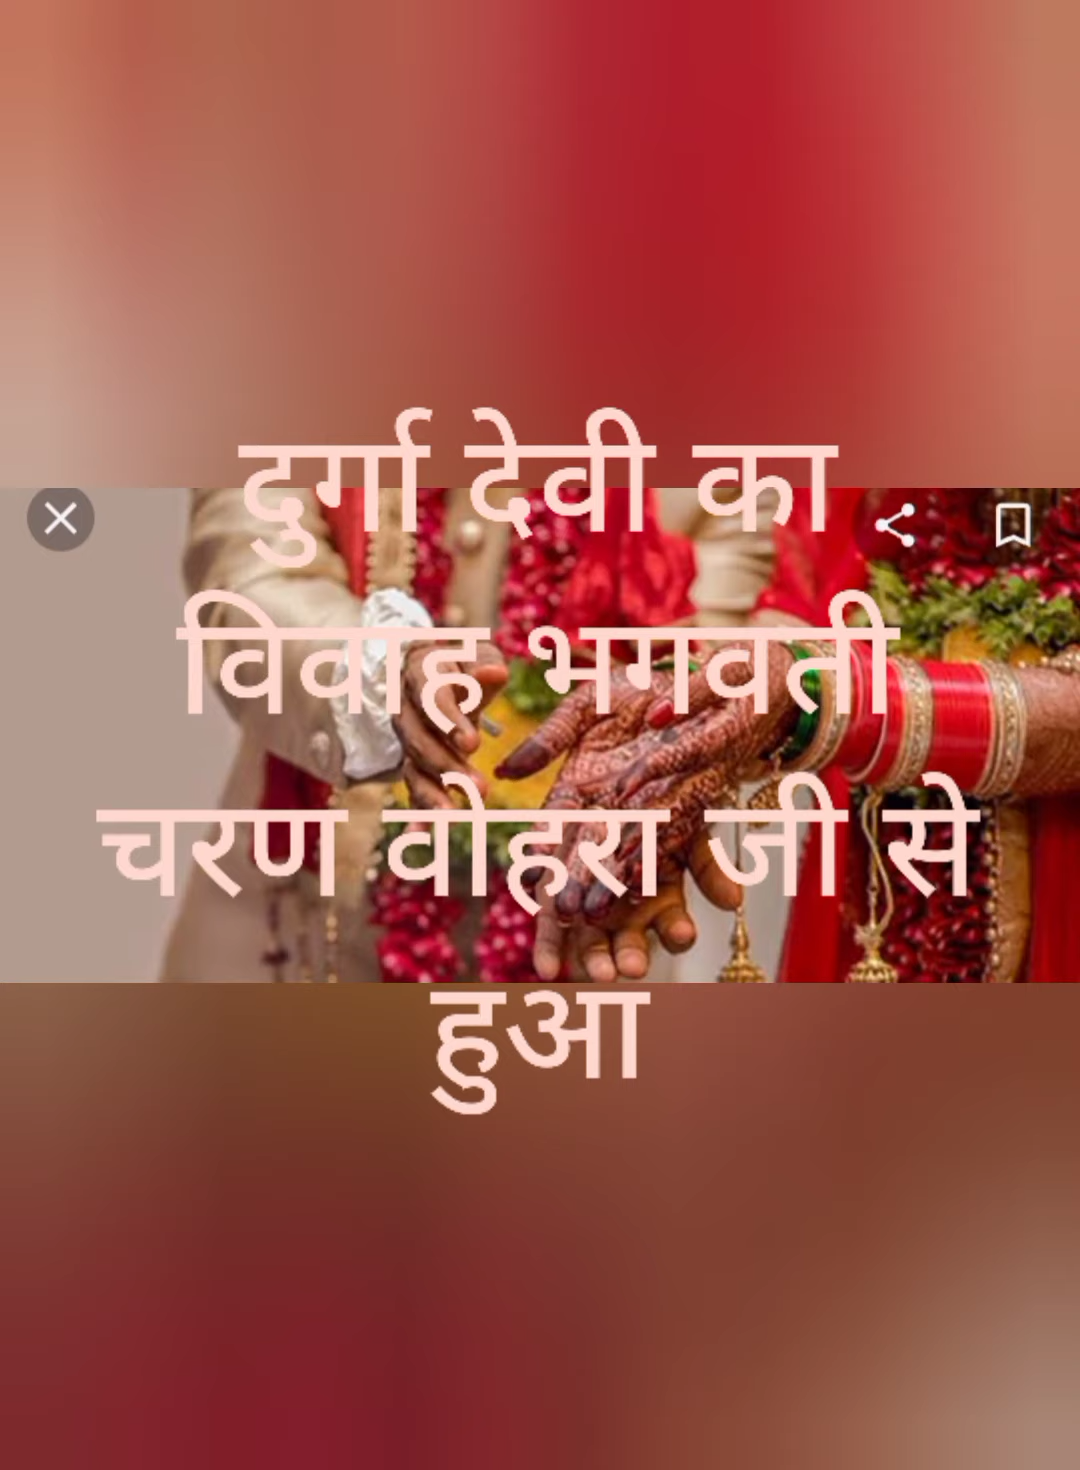 दुर्गा देवी का
विवाह भगवती
चरण वोहरा जी से
हुआ